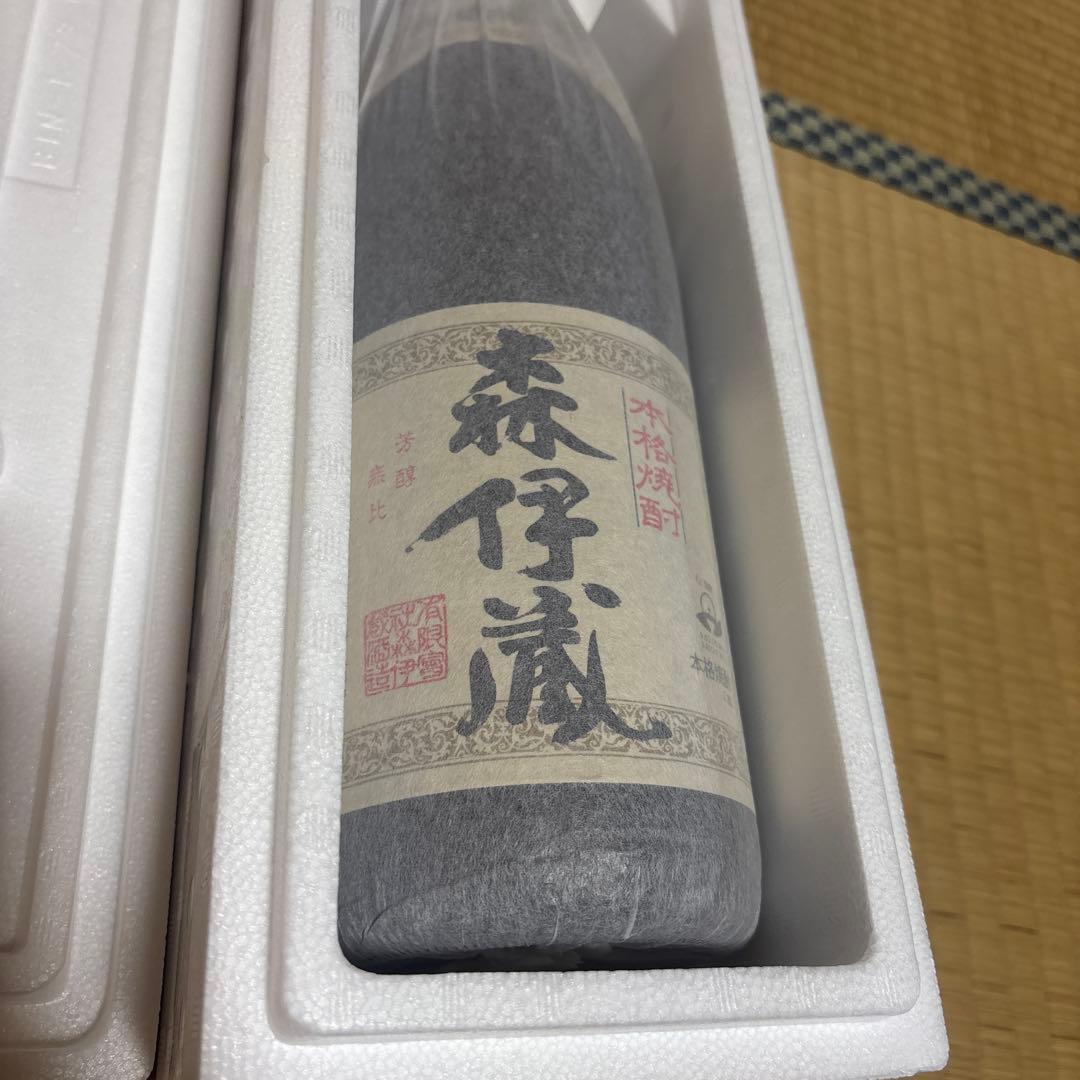 森伊蔵
本格焼酎
芳醇
無比
有限会
社森伊
蔵酒造
本格焼酎